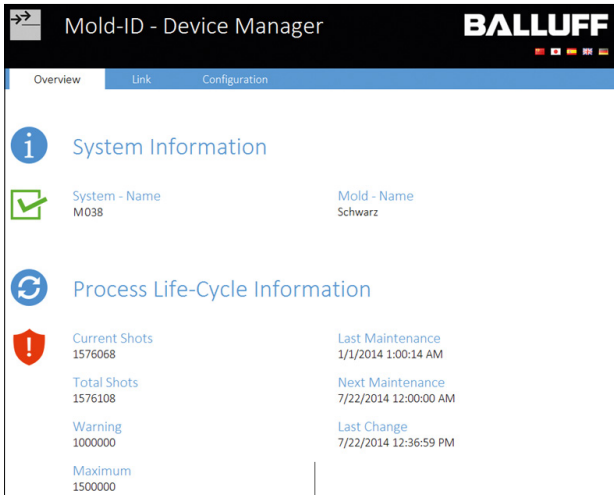 Mold-ID - Device Manager
BALLUFF
Overview Link Configuration
System Information
System - Name Mold - Name
M038 Schwarz
Process Life-Cycle Information
Current Shots Last Maintenance
1576068 1/1/2014 1:00:14 AM
Total Shots Next Maintenance
1576108 7/22/2014 12:00:00 AM
Warning Last Change
1000000 7/22/2014 12:36:59 PM
Maximum
1500000